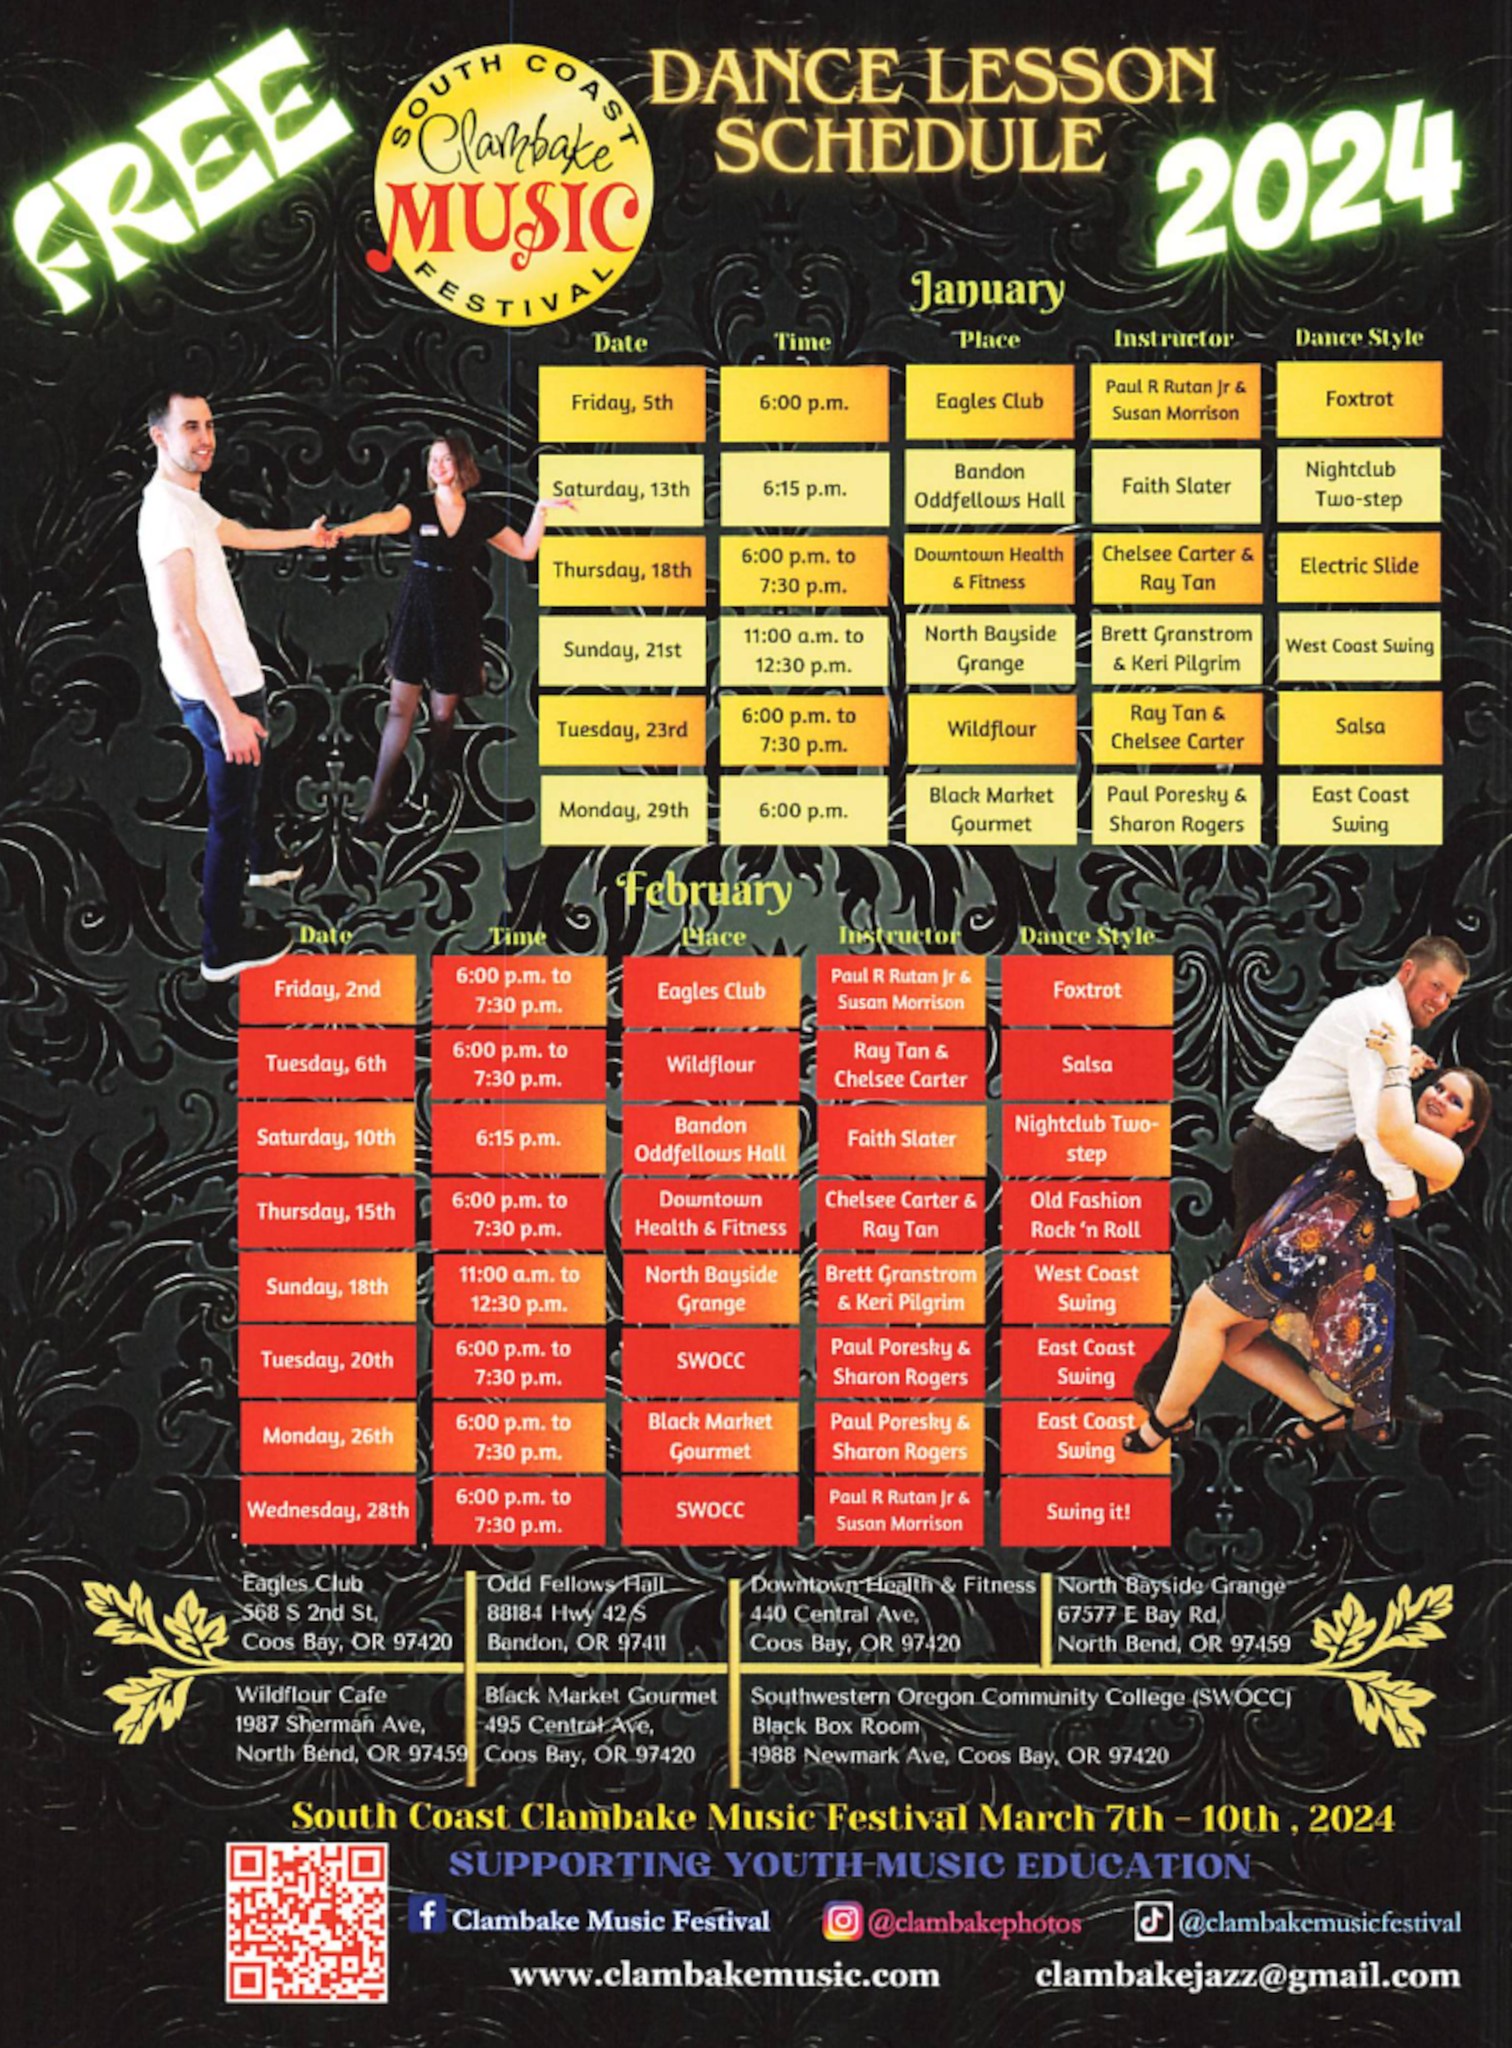 FREE
SOUTH COAST
Clambake
MUSIC
FESTIVAL
DANCE LESSON
SCHEDULE
2024
January
Date Time Place Instructor Dance Style
Friday, 5th 6:00 p.m. Eagles Club Paul R Rutan Jr & Susan Morrison Foxtrot
Saturday, 13th 6:15 p.m. Bandon Oddfellows Hall Faith Slater Nightclub Two-step
Thursday, 18th 6:00 p.m. to 7:30 p.m. Downtown Health & Fitness Chelsee Carter & Ray Tan Electric Slide
Sunday, 21st 11:00 a.m. to 12:30 p.m. North Bayside Grange Brett Granstrom & Keri Pilgrim West Coast Swing
Tuesday, 23rd 6:00 p.m. to 7:30 p.m. Wildflour Ray Tan & Chelsee Carter Salsa
Monday, 29th 6:00 p.m. Black Market Gourmet Paul Poresky & Sharon Rogers East Coast Swing
February
Date Time Place Instructor Dance Style
Friday, 2nd 6:00 p.m. to 7:30 p.m. Eagles Club Paul R Rutan Jr & Susan Morrison Foxtrot
Tuesday, 6th 6:00 p.m. to 7:30 p.m. Wildflour Ray Tan & Chelsee Carter Salsa
Saturday, 10th 6:15 p.m. Bandon Oddfellows Hall Faith Slater Nightclub Two-step
Thursday, 15th 6:00 p.m. to 7:30 p.m. Downtown Health & Fitness Chelsee Carter & Ray Tan Old Fashion Rock 'n Roll
Sunday, 18th 11:00 a.m. to 12:30 p.m. North Bayside Grange Brett Granstrom & Keri Pilgrim West Coast Swing
Tuesday, 20th 6:00 p.m. to 7:30 p.m. SWOCC Paul Poresky & Sharon Rogers East Coast Swing
Monday, 26th 6:00 p.m. to 7:30 p.m. Black Market Gourmet Paul Poresky & Sharon Rogers East Coast Swing
Wednesday, 28th 6:00 p.m. to 7:30 p.m. SWOCC Paul R Rutan Jr & Susan Morrison Swing it!
Eagles Club
568 S 2nd St,
Coos Bay, OR 97420
Odd Fellows Hall
88184 Hwy 42 S
Bandon, OR 97411
Downtown Health & Fitness
440 Central Ave,
Coos Bay, OR 97420
North Bayside Grange
67577 E Bay Rd,
North Bend, OR 97459
Wildflour Cafe
1987 Sherman Ave,
North Bend, OR 97459
Black Market Gourmet
495 Central Ave,
Coos Bay, OR 97420
Southwestern Oregon Community College (SWOCC)
Black Box Room
1988 Newmark Ave, Coos Bay, OR 97420
South Coast Clambake Music Festival March 7th - 10th , 2024
SUPPORTING YOUTH MUSIC EDUCATION
Clambake Music Festival @clambakephotos @clambakemusicfestival
www.clambakemusic.com clambakejazz@gmail.com